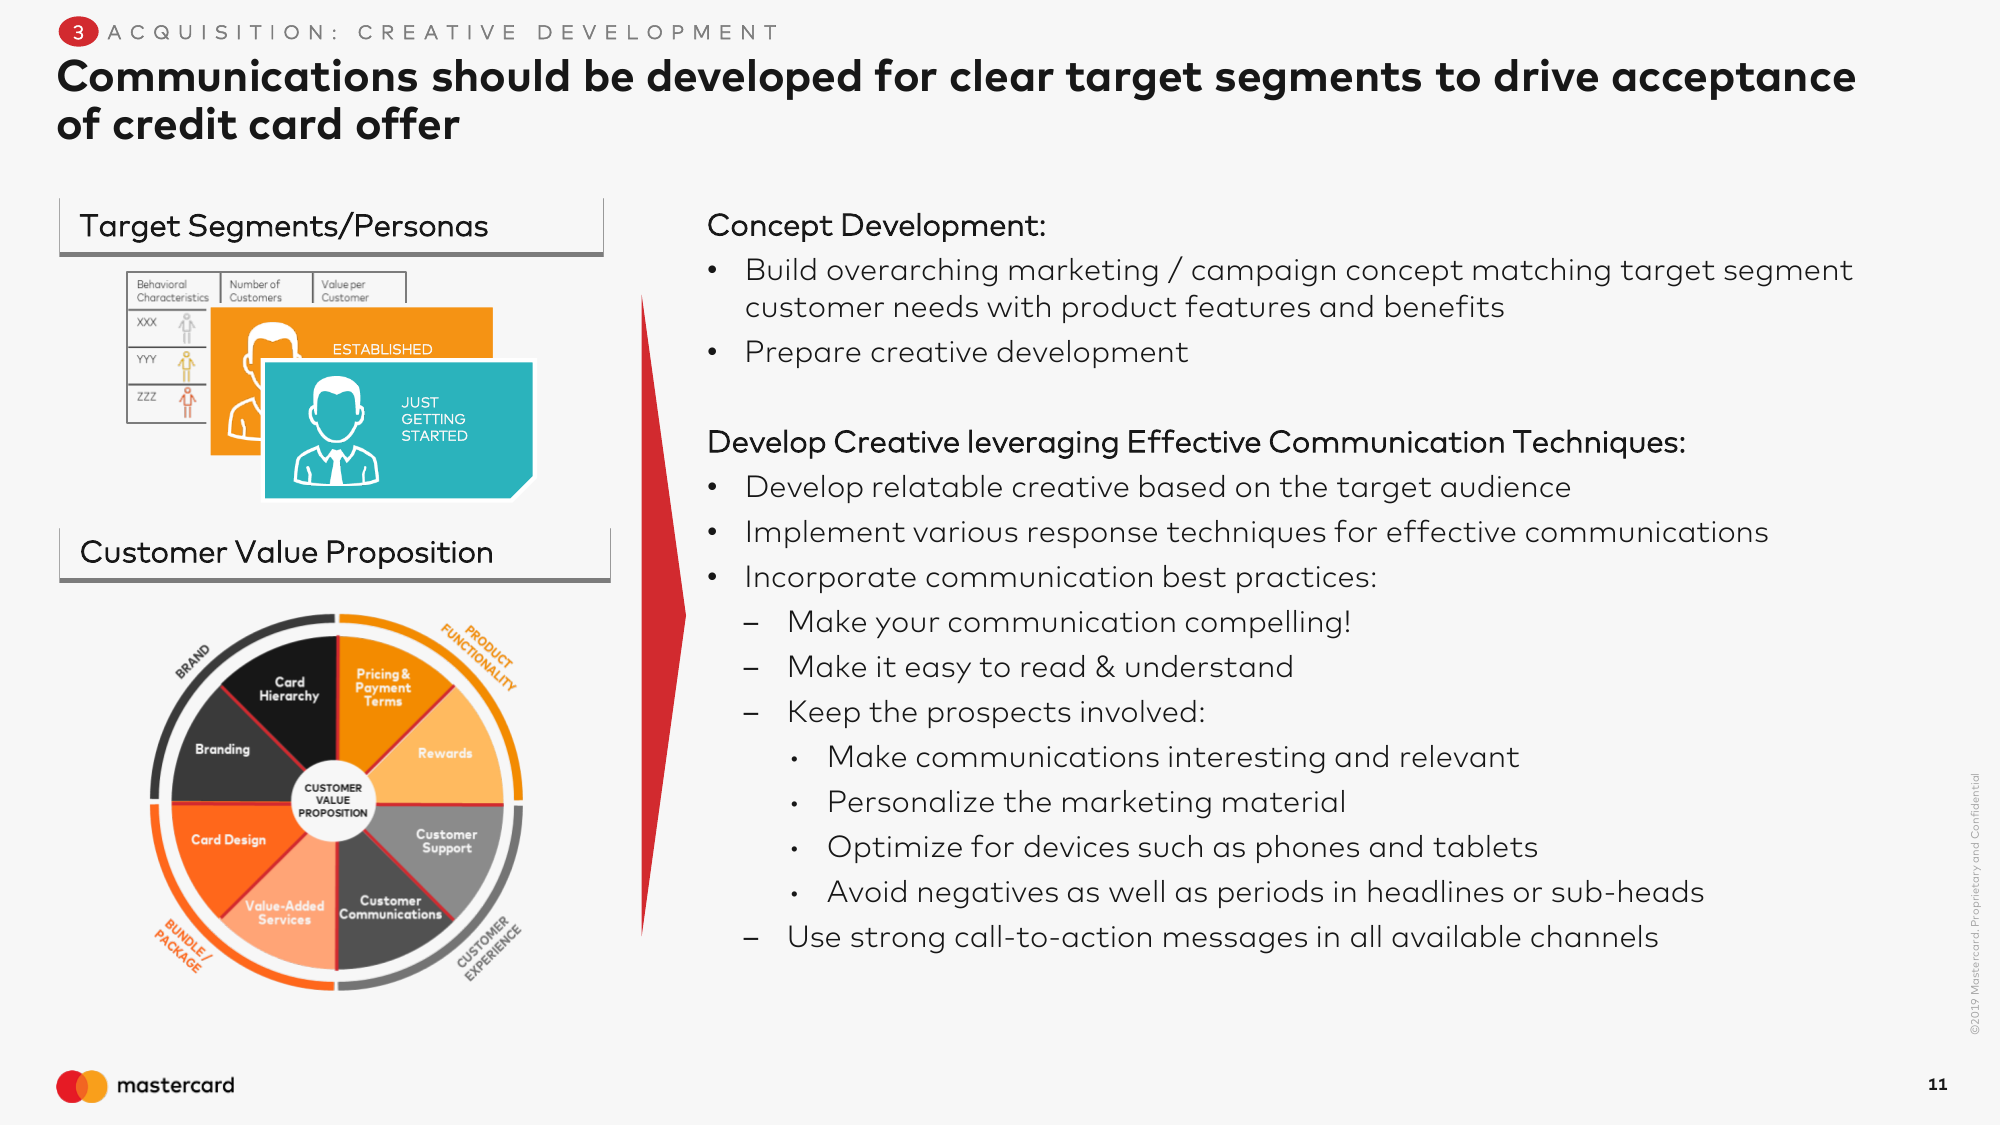 3 ACQUISITION: CREATIVE DEVELOPMENT
Communications should be developed for clear target segments to drive acceptance
of credit card offer
Target Segments/Personas
Behavioral
Characteristics
Number of
Customers
Value per
Customer
XXX
YYY
ZZZ
ESTABLISHED
JUST
GETTING
STARTED
Customer Value Proposition
BRAND
PRODUCT
FUNCTIONALITY
Card
Hierarchy
Pricing &
Payment
Terms
Branding
Rewards
CUSTOMER
VALUE
PROPOSITION
Card Design
Customer
Support
Value-Added
Services
Customer
Communications
BUNDLE/
PACKAGE
CUSTOMER
EXPERIENCE
Concept Development:
• Build overarching marketing / campaign concept matching target segment
customer needs with product features and benefits
• Prepare creative development
Develop Creative leveraging Effective Communication Techniques:
• Develop relatable creative based on the target audience
• Implement various response techniques for effective communications
• Incorporate communication best practices:
– Make your communication compelling!
– Make it easy to read & understand
– Keep the prospects involved:
• Make communications interesting and relevant
• Personalize the marketing material
• Optimize for devices such as phones and tablets
• Avoid negatives as well as periods in headlines or sub-heads
– Use strong call-to-action messages in all available channels
©2019 Mastercard. Proprietary and Confidential
mastercard
11